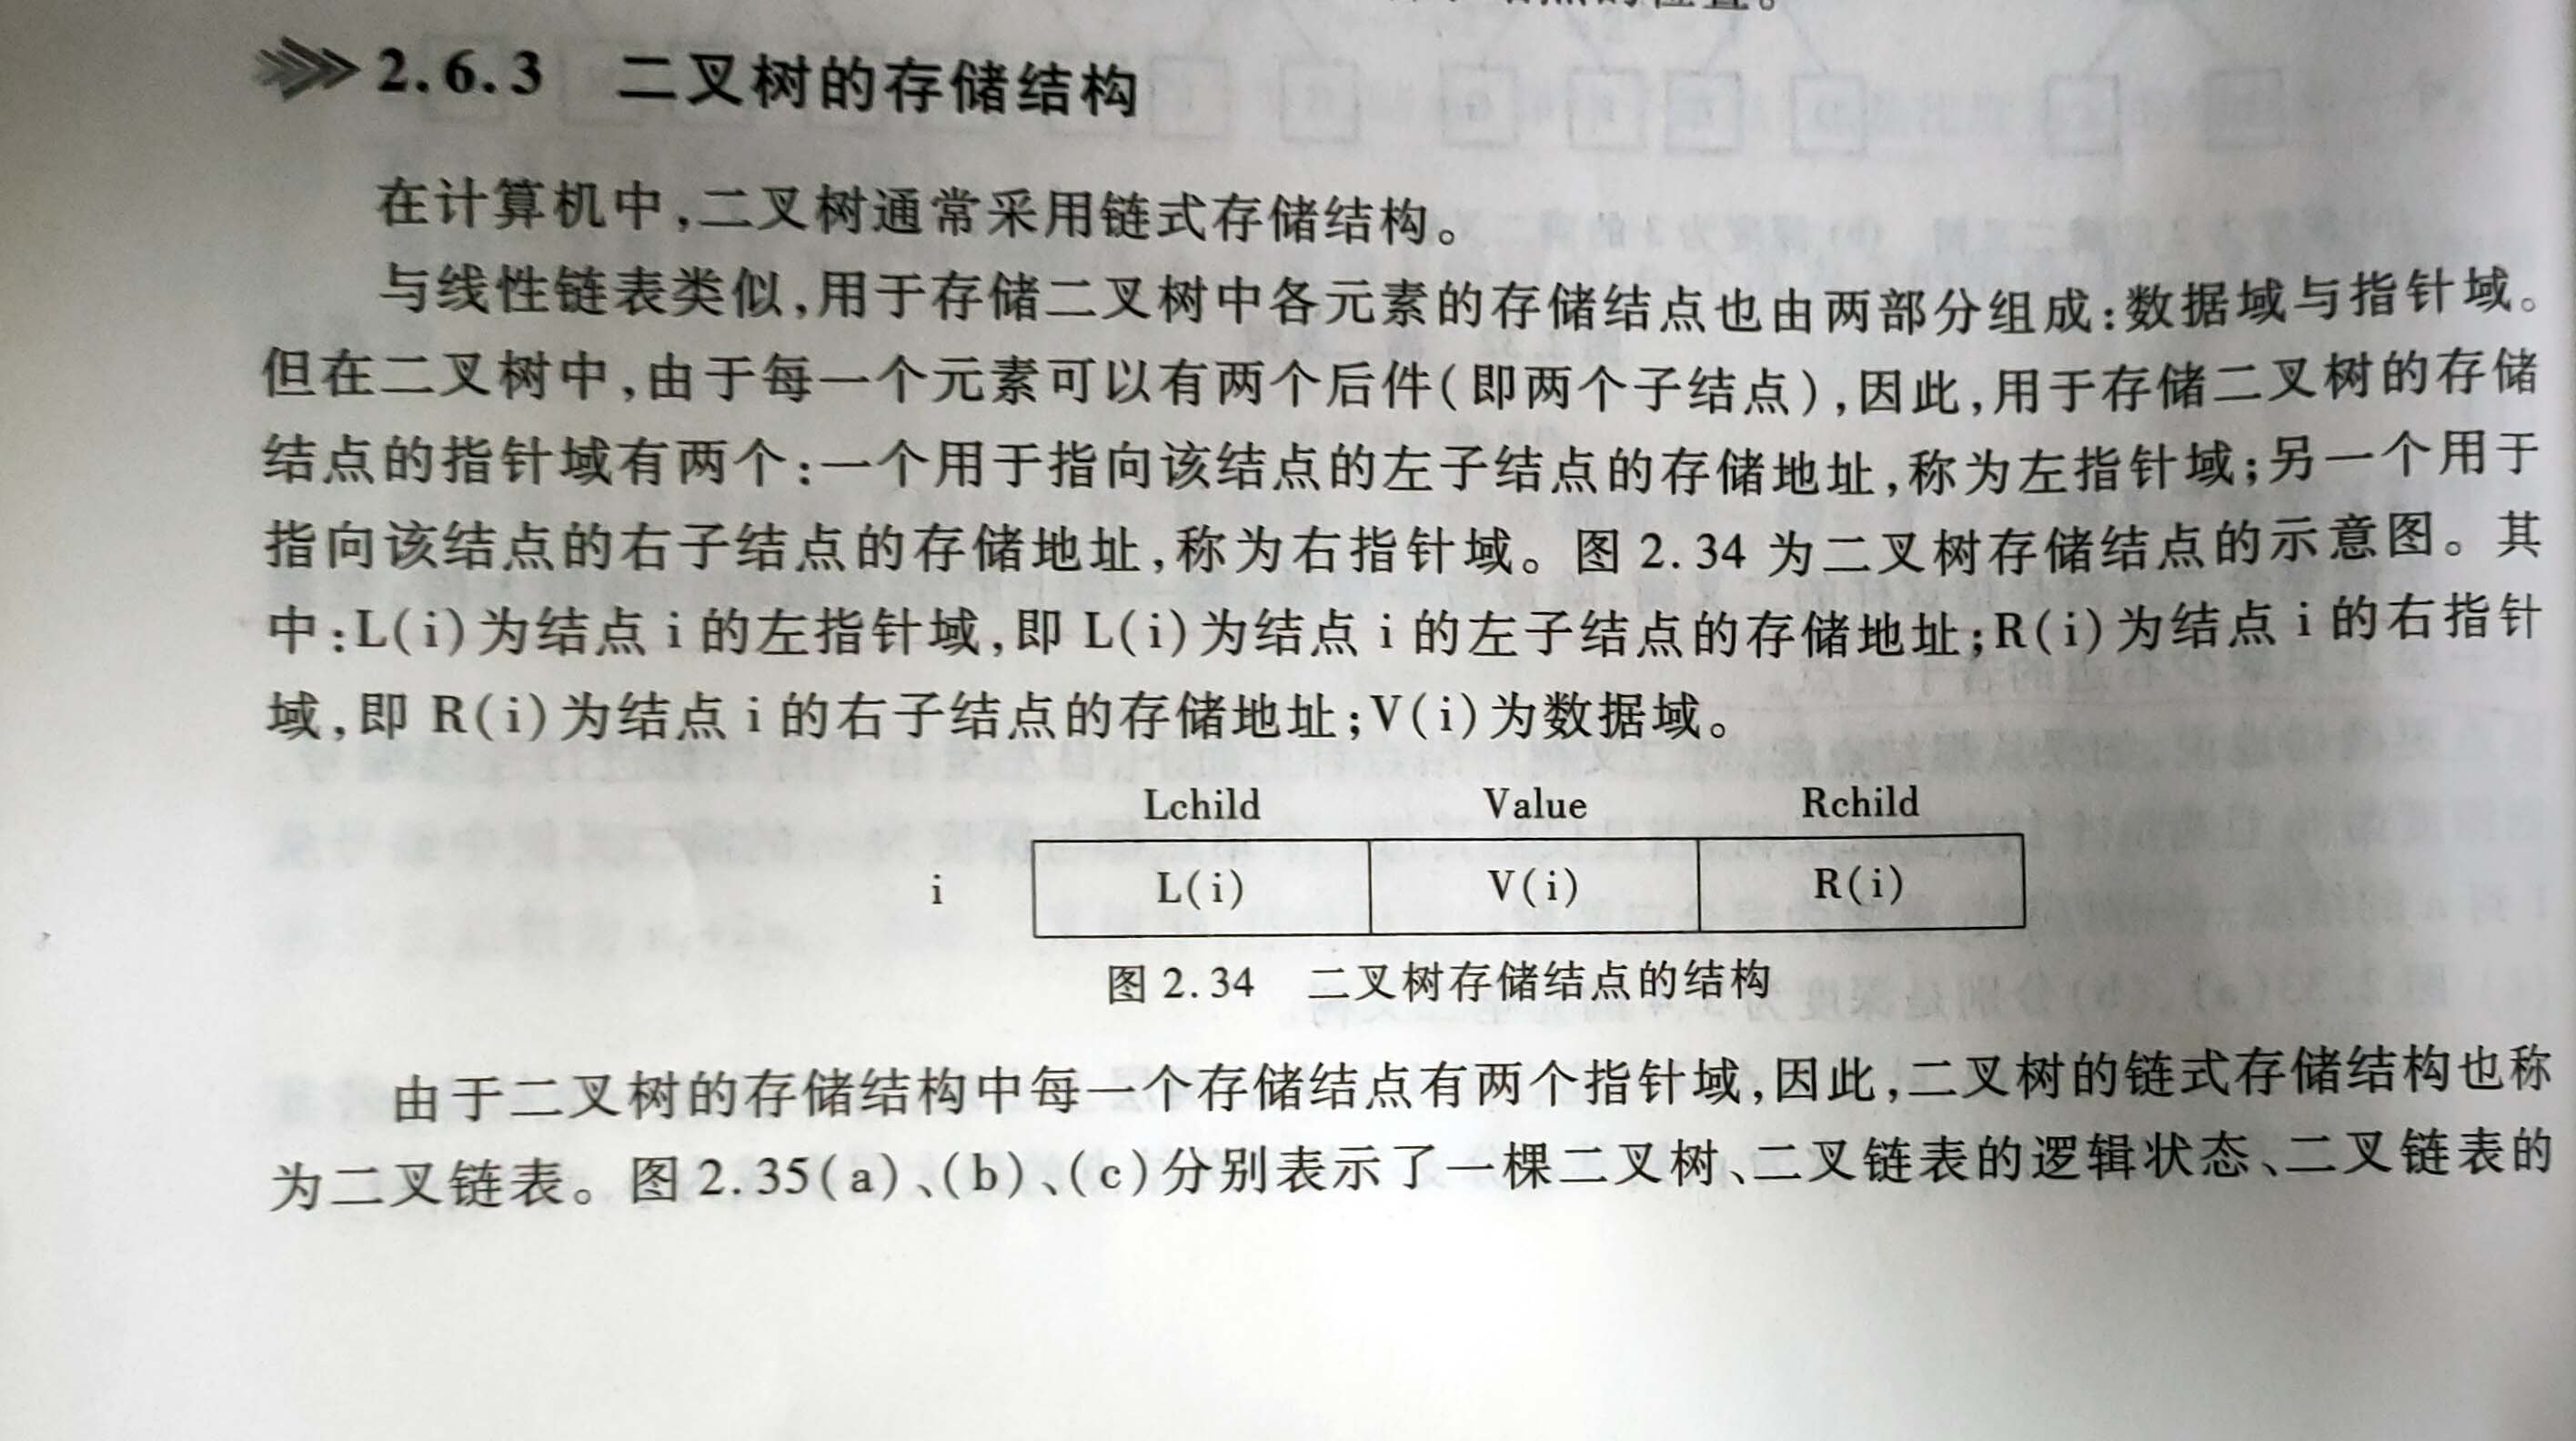 2.6.3 二叉树的存储结构
在计算机中,二叉树通常采用链式存储结构。
与线性链表类似,用于存储二叉树中各元素的存储结点也由两部分组成:数据域与指针域。
但在二叉树中,由于每一个元素可以有两个后件(即两个子结点),因此,用于存储二叉树的存储
结点的指针域有两个:一个用于指向该结点的左子结点的存储地址,称为左指针域;另一个用于
指向该结点的右子结点的存储地址,称为右指针域。图 2.34 为二叉树存储结点的示意图。其
中:L(i)为结点 i 的左指针域,即 L(i)为结点 i 的左子结点的存储地址;R(i)为结点 i 的右指针
域,即 R(i)为结点 i 的右子结点的存储地址;V(i)为数据域。
Lchild Value Rchild
i L(i) V(i) R(i)
图 2.34 二叉树存储结点的结构
由于二叉树的存储结构中每一个存储结点有两个指针域,因此,二叉树的链式存储结构也称
为二叉链表。图 2.35(a)、(b)、(c)分别表示了一棵二叉树、二叉链表的逻辑状态、二叉链表的